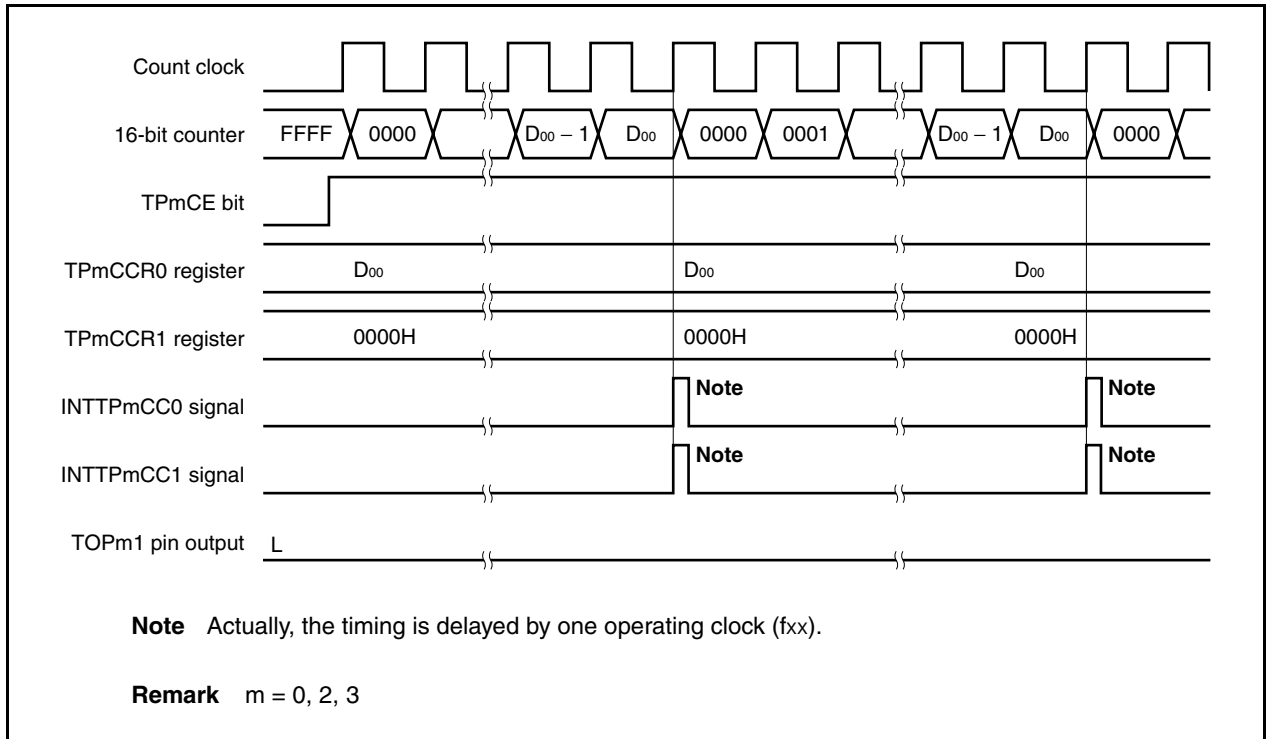 Count clock
16-bit counter FFFF 0000 D00 − 1 D00 0000 0001 D00 − 1 D00 0000
TPmCE bit
TPmCCR0 register D00 D00 D00
TPmCCR1 register 0000H 0000H 0000H
INTTPmCC0 signal Note Note
INTTPmCC1 signal Note Note
TOPm1 pin output L
Note Actually, the timing is delayed by one operating clock (fxx).
Remark m = 0, 2, 3